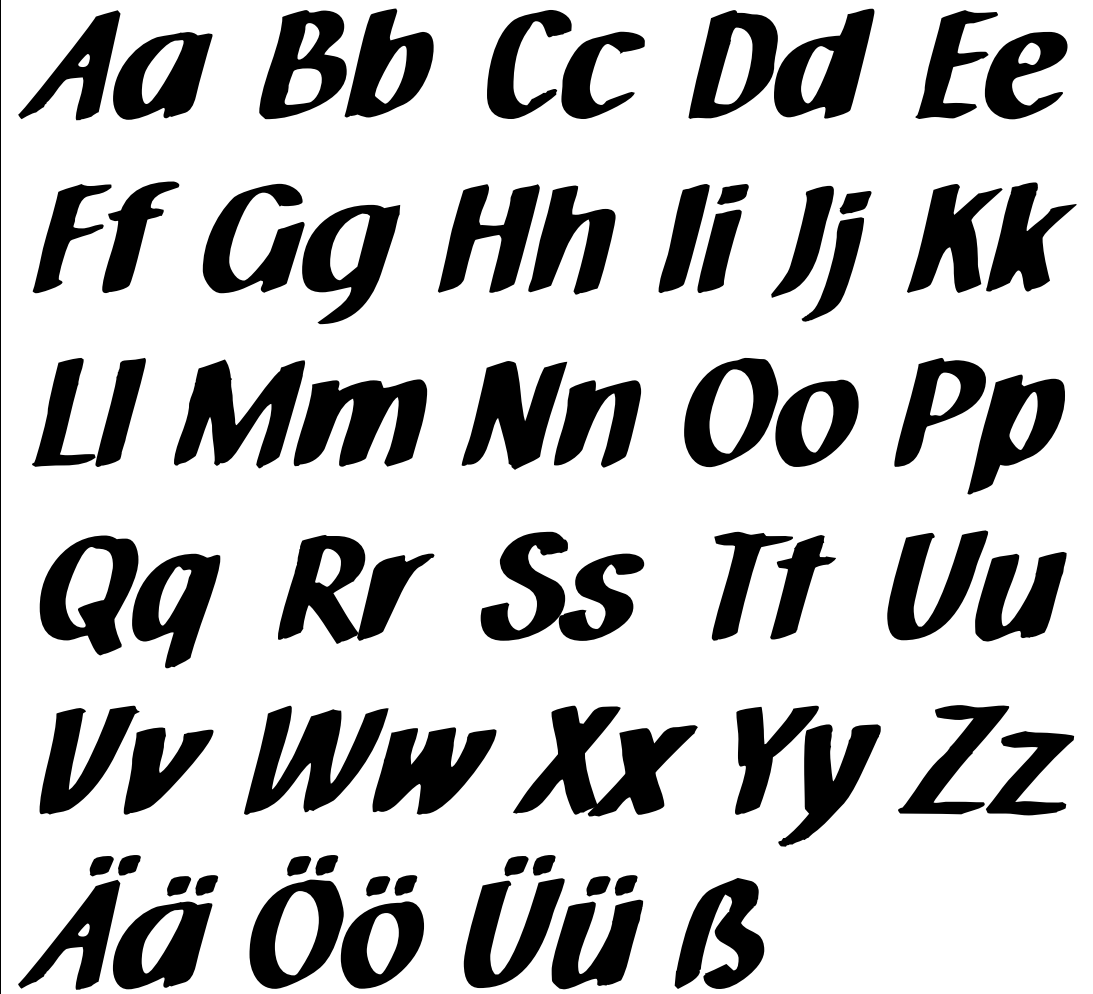 Aa Bb Cc Dd Ee
Ff Gg Hh Ii Jj Kk
Ll Mm Nn Oo Pp
Qq Rr Ss Tt Uu
Vv Ww Xx Yy Zz
Ää Öö Üü ß